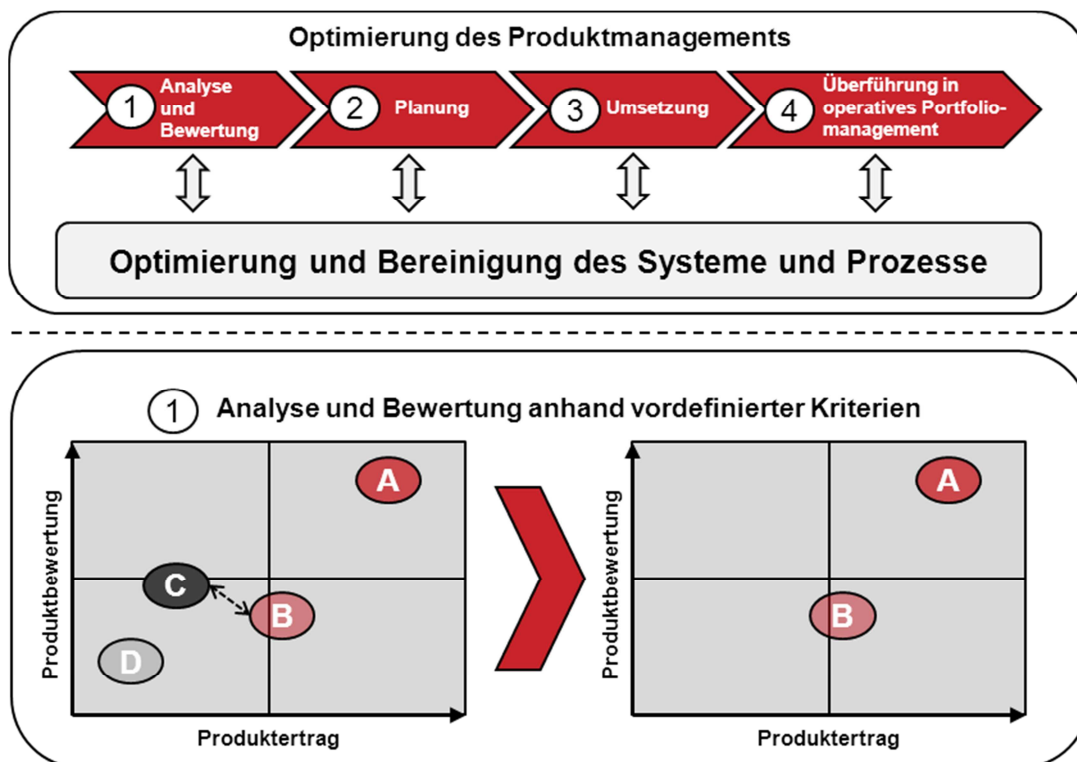 Optimierung des Produktmanagements
1
Analyse
und
Bewertung
2
Planung
3
Umsetzung
4
Überführung in
operatives Portfolio-
management
Optimierung und Bereinigung des Systeme und Prozesse
1
Analyse und Bewertung anhand vordefinierter Kriterien
Produktbewertung
A
C
B
D
Produktertrag
Produktbewertung
A
B
Produktertrag